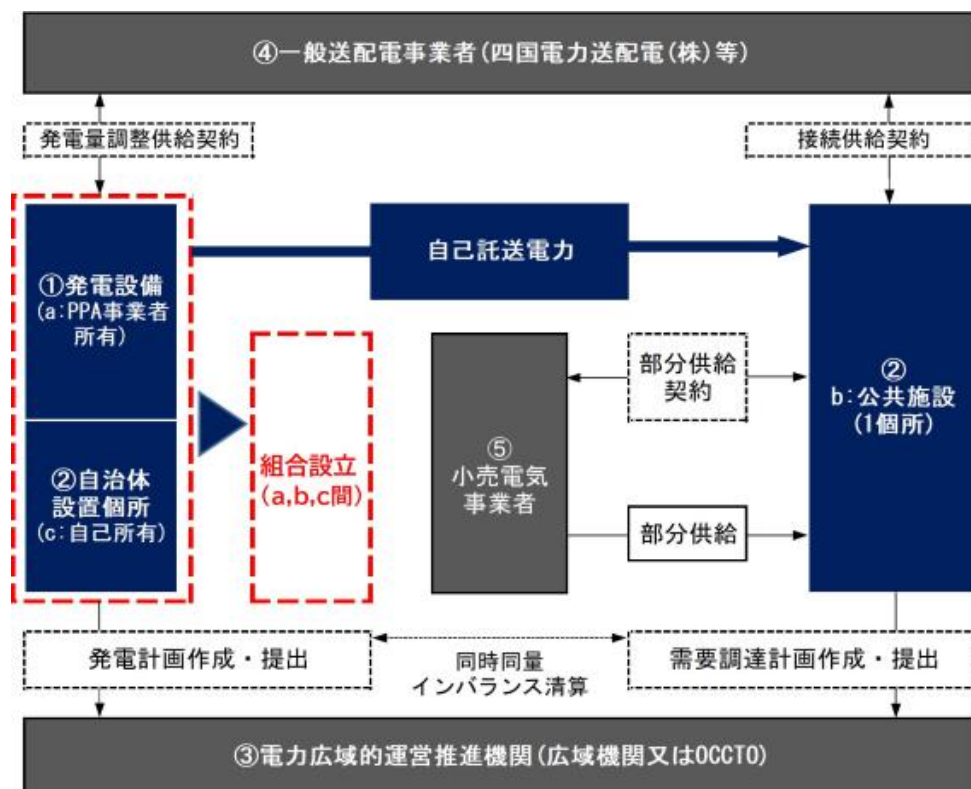 ④一般送配電事業者(四国電力送配電(株)等)
発電量調整供給契約
接続供給契約
①発電設備
(a:PPA事業者
所有)
自己託送電力
②自治体
設置個所
(c:自己所有)
組合設立
(a,b,c間)
⑤
小売電気
事業者
部分供給
契約
部分供給
②
b:公共施設
(1個所)
発電計画作成・提出
同時同量
インバランス清算
需要調達計画作成・提出
③電力広域的運営推進機関(広域機関又はOCCTO)